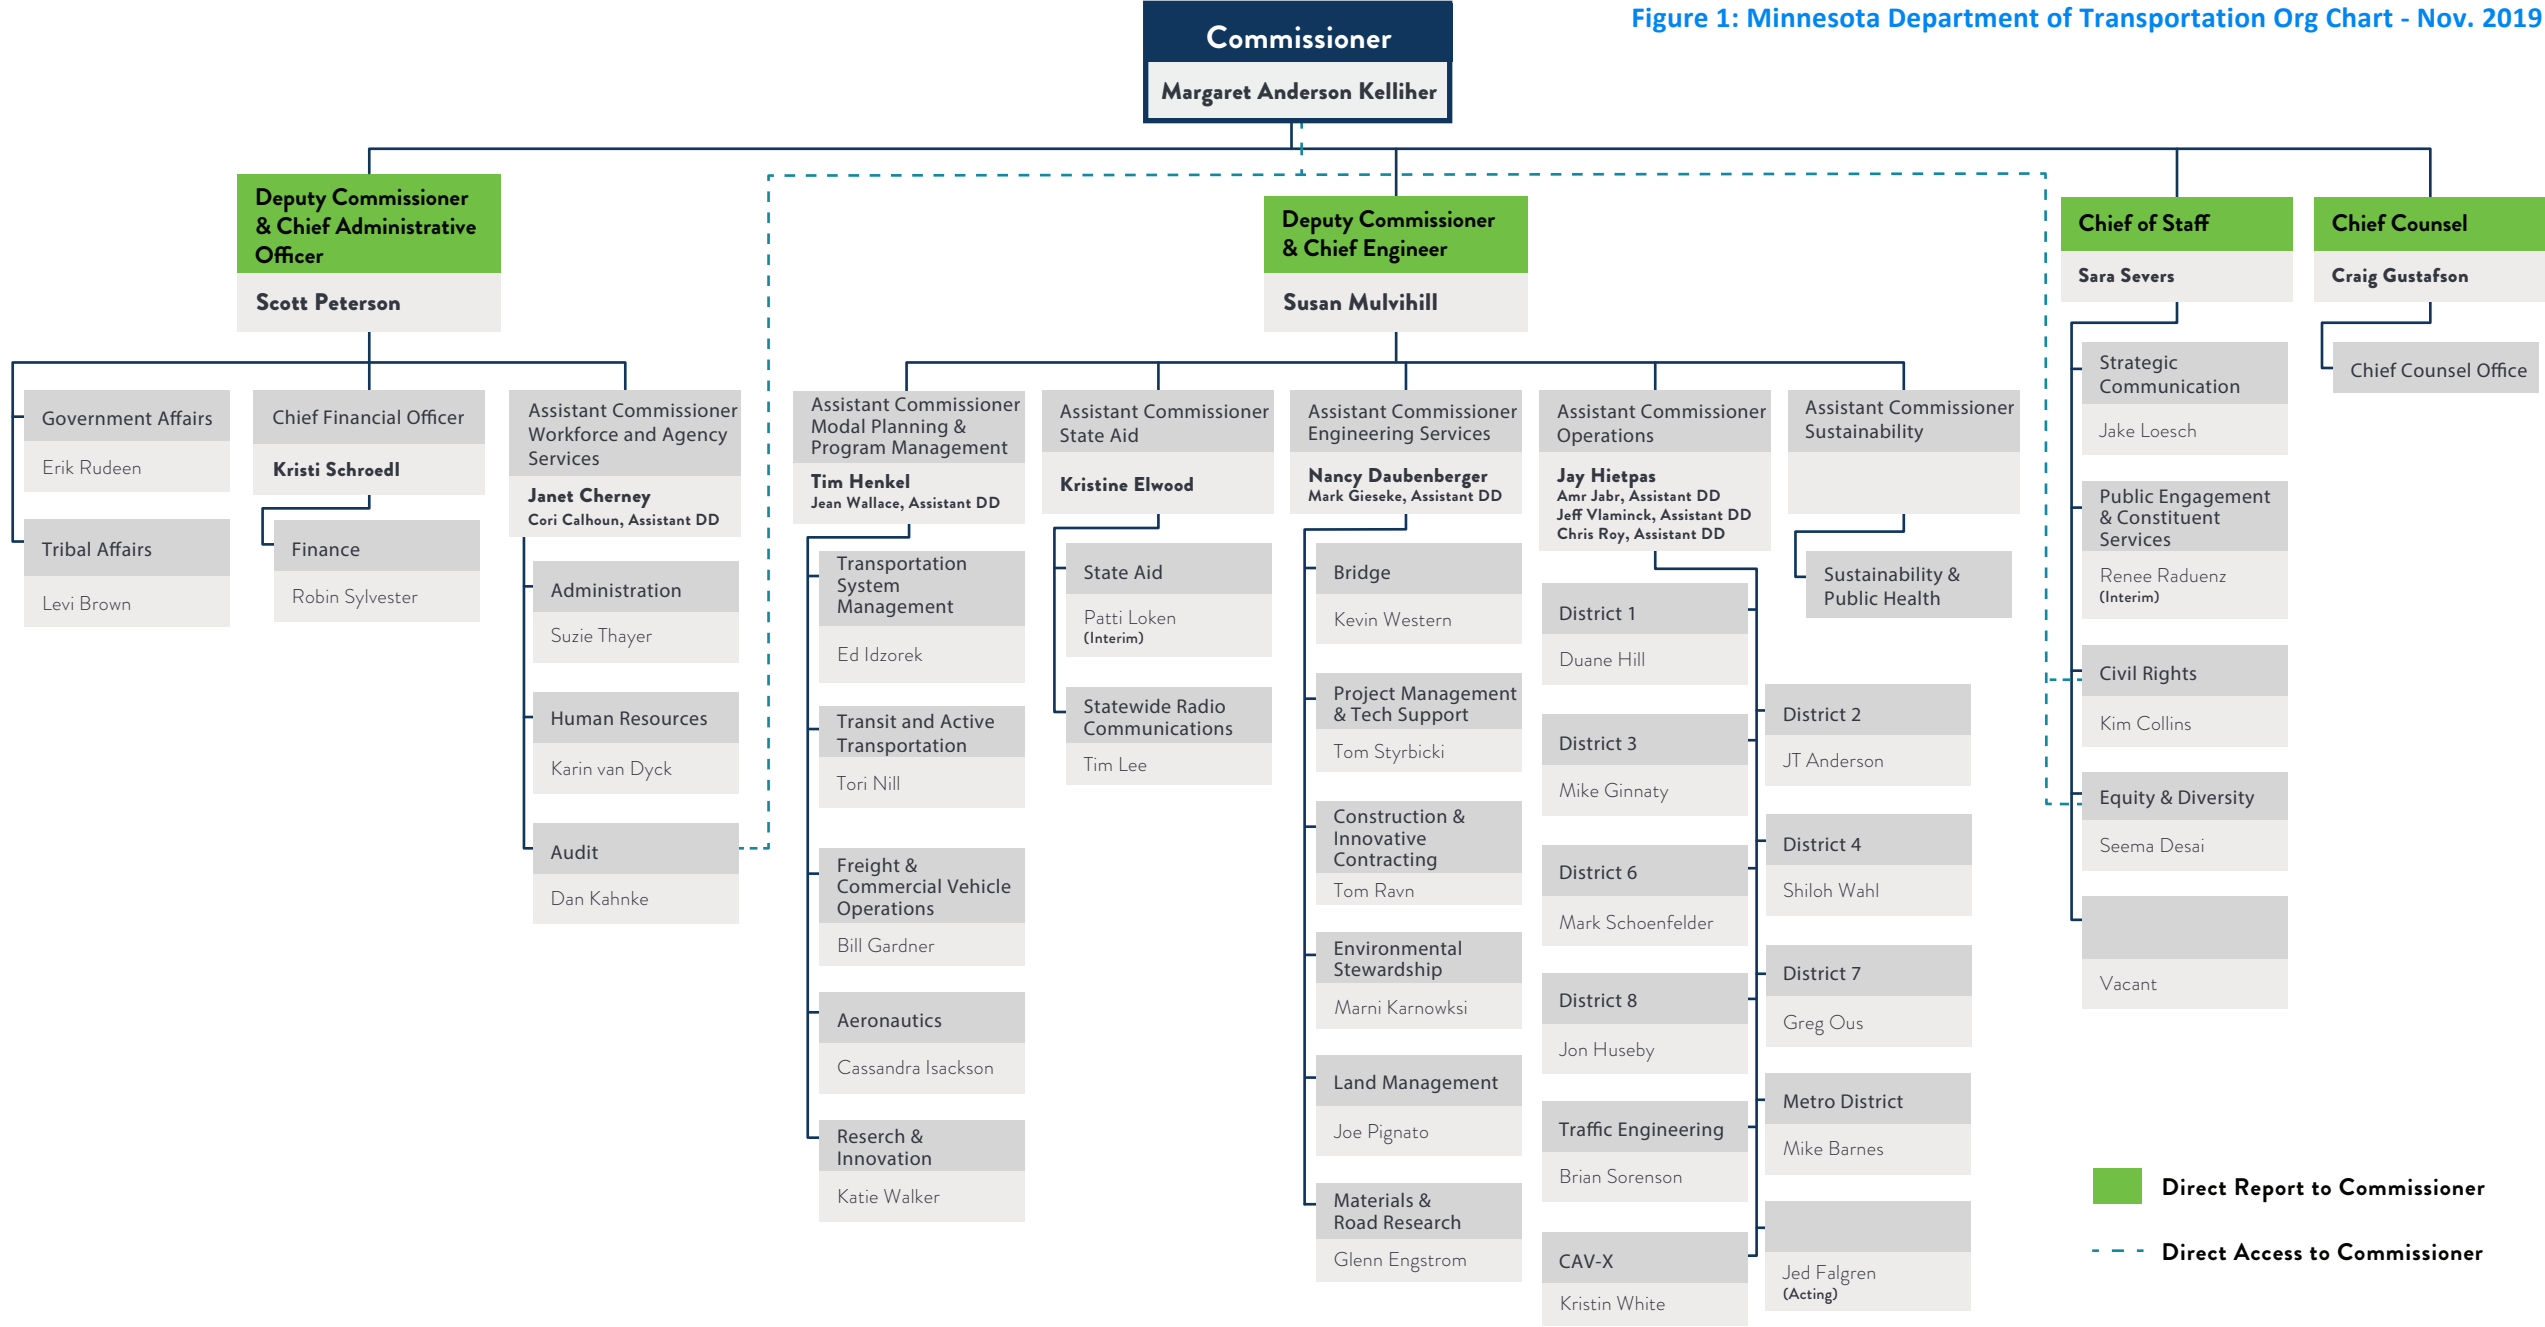 Figure 1: Minnesota Department of Transportation Org Chart - Nov. 2019
Commissioner
Margaret Anderson Kelliher
Deputy Commissioner
& Chief Administrative
Officer
Scott Peterson
Government Affairs
Erik Rudeen
Tribal Affairs
Levi Brown
Chief Financial Officer
Kristi Schroedl
Finance
Robin Sylvester
Assistant Commissioner
Workforce and Agency
Services
Janet Cherney
Cori Calhoun, Assistant DD
Administration
Suzie Thayer
Human Resources
Karin van Dyck
Audit
Dan Kahnke
Deputy Commissioner
& Chief Engineer
Susan Mulvihill
Assistant Commissioner
Modal Planning &
Program Management
Tim Henkel
Jean Wallace, Assistant DD
Transportation
System
Management
Ed Idzorek
Transit and Active
Transportation
Tori Nill
Freight &
Commercial Vehicle
Operations
Bill Gardner
Aeronautics
Cassandra Isackson
Reserch &
Innovation
Katie Walker
Assistant Commissioner
State Aid
Kristine Elwood
State Aid
Patti Loken
(Interim)
Statewide Radio
Communications
Tim Lee
Assistant Commissioner
Engineering Services
Nancy Daubenberger
Mark Gieseke, Assistant DD
Bridge
Kevin Western
Project Management
& Tech Support
Tom Styrbicki
Construction &
Innovative
Contracting
Tom Ravn
Environmental
Stewardship
Marni Karnowksi
Land Management
Joe Pignato
Materials &
Road Research
Glenn Engstrom
Assistant Commissioner
Operations
Jay Hietpas
Amr Jabr, Assistant DD
Jeff Vlaminck, Assistant DD
Chris Roy, Assistant DD
District 1
Duane Hill
District 2
JT Anderson
District 3
Mike Ginnaty
District 4
Shiloh Wahl
District 6
Mark Schoenfelder
District 7
Greg Ous
District 8
Jon Huseby
Metro District
Mike Barnes
Traffic Engineering
Brian Sorenson
Jed Falgren
(Acting)
CAV-X
Kristin White
Assistant Commissioner
Sustainability
Sustainability &
Public Health
Chief of Staff
Sara Severs
Strategic
Communication
Jake Loesch
Public Engagement
& Constituent
Services
Renee Raduenz
(Interim)
Civil Rights
Kim Collins
Equity & Diversity
Seema Desai
Vacant
Chief Counsel
Craig Gustafson
Chief Counsel Office
Direct Report to Commissioner
Direct Access to Commissioner